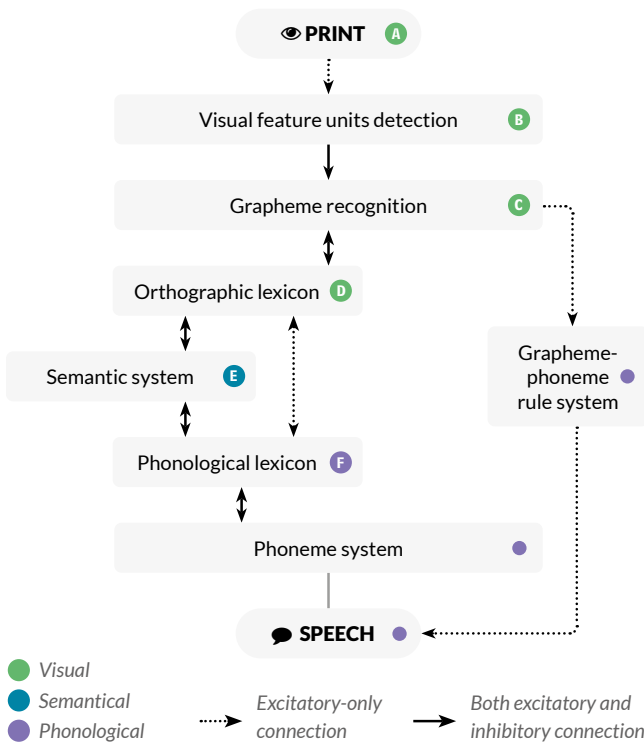 PRINT A
Visual feature units detection B
Grapheme recognition C
Orthographic lexicon D
Semantic system E
Grapheme-
phoneme
rule system
Phonological lexicon F
Phoneme system
SPEECH
Visual
Semantical
Phonological
Excitatory-only
connection
Both excitatory and
inhibitory connection